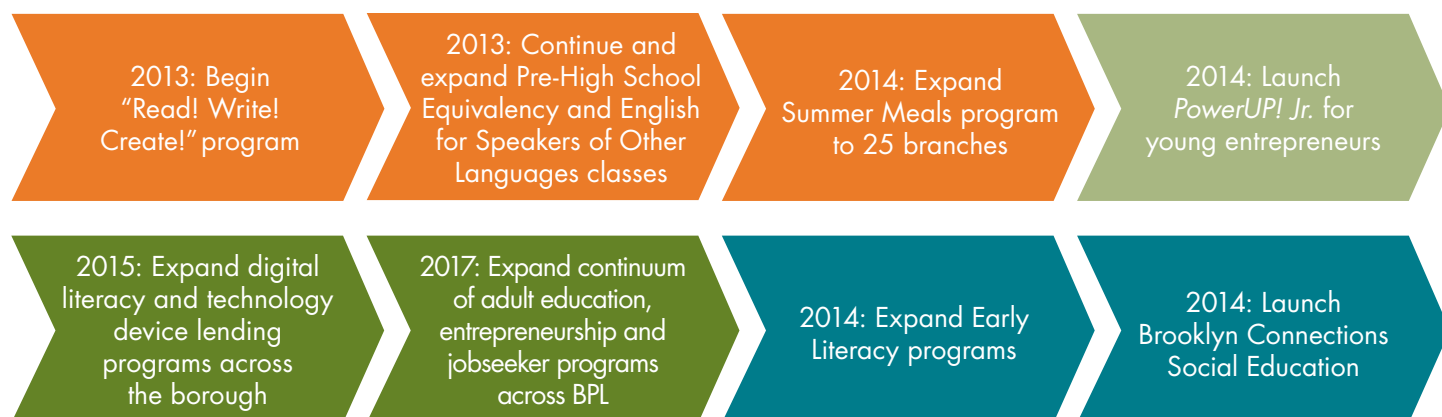 2013: Begin
“Read! Write!
Create!” program
2013: Continue and
expand Pre-High School
Equivalency and English
for Speakers of Other
Languages classes
2014: Expand
Summer Meals program
to 25 branches
2014: Launch
PowerUP! Jr. for
young entrepreneurs
2015: Expand digital
literacy and technology
device lending
programs across
the borough
2017: Expand continuum
of adult education,
entrepreneurship and
jobseeker programs
across BPL
2014: Expand Early
Literacy programs
2014: Launch
Brooklyn Connections
Social Education